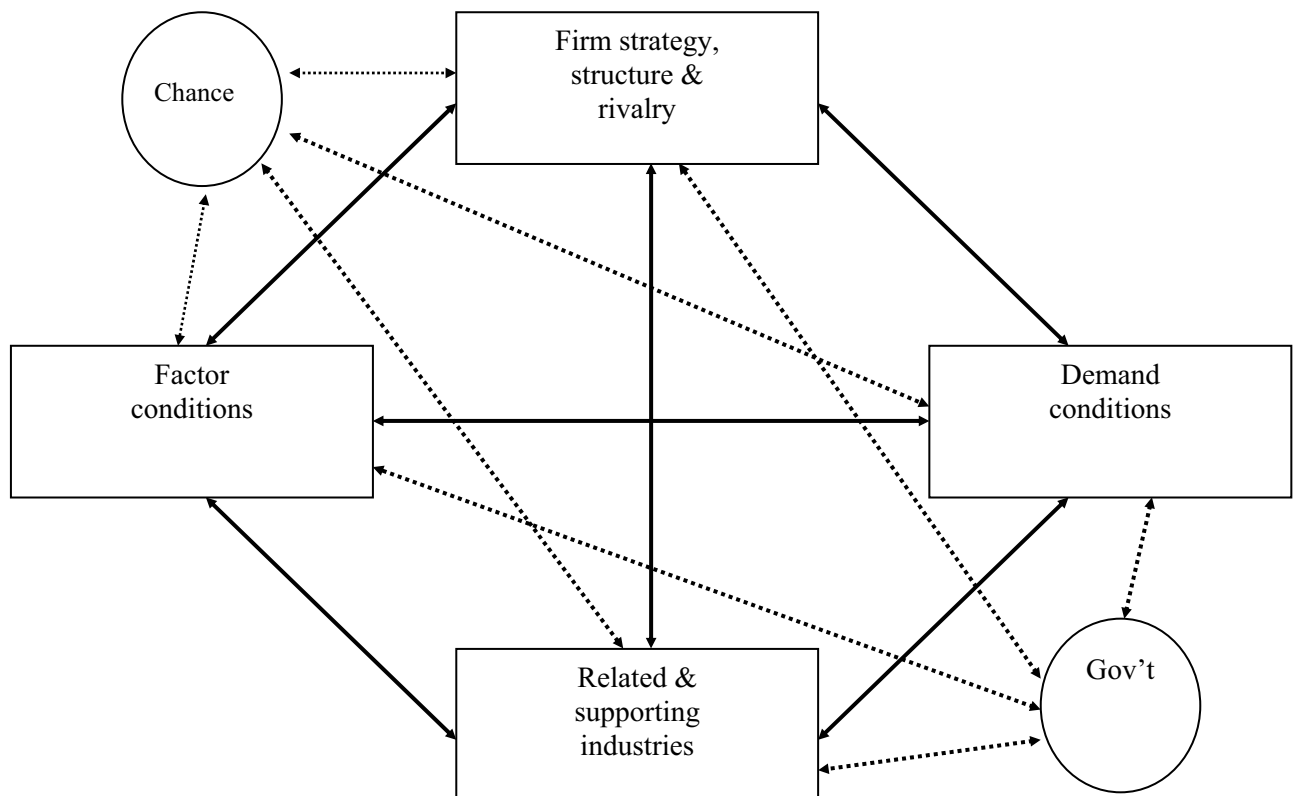 Firm strategy,
structure &
rivalry
Chance
Factor
conditions
Demand
conditions
Related &
supporting
industries
Gov’t